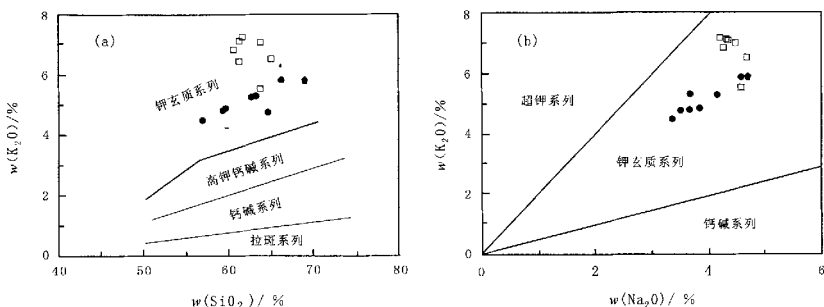 (a)
8
6
4
2
0
w(K₂O)/ %
钾玄质系列
高钾钙碱系列
钙碱系列
拉斑系列
40 50 60 70 80
w(SiO₂)/ %
(b)
8
6
4
2
0
w(K₂O)/ %
超钾系列
钾玄质系列
钙碱系列
0 2 4 6
w(Na₂O)/ %